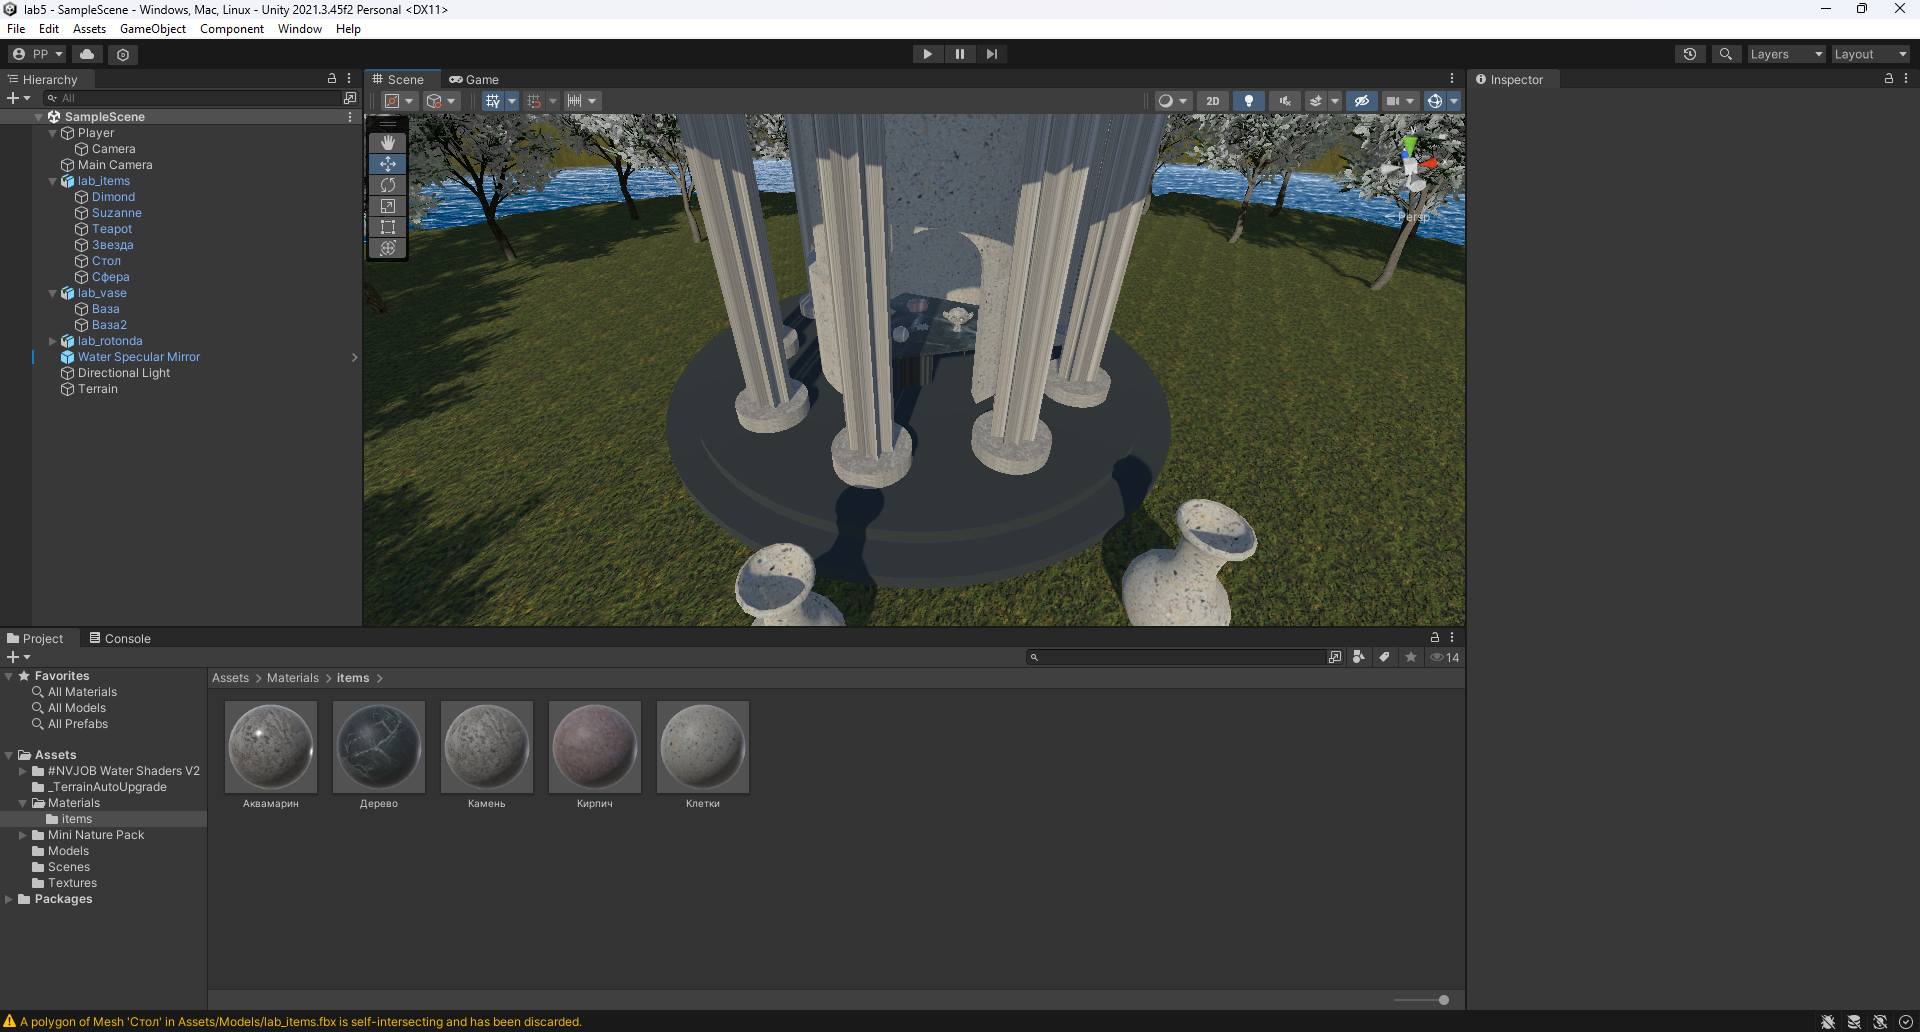 lab5 - SampleScene - Windows, Mac, Linux - Unity 2021.3.45f2 Personal <DX11>
File Edit Assets GameObject Component Window Help
PP Layers Layout
Hierarchy
All
SampleScene
Player
Camera
Main Camera
lab_items
Dimond
Suzanne
Teapot
Звезда
Стол
Сфера
lab_vase
Ваза
Ваза2
lab_rotonda
Water Specular Mirror
Directional Light
Terrain
Scene Game
2D
y
x
Persp
Inspector
Project Console
14
Favorites
All Materials
All Models
All Prefabs
Assets
#NVJOB Water Shaders V2
_TerrainAutoUpgrade
Materials
items
Mini Nature Pack
Models
Scenes
Textures
Packages
Assets > Materials > items >
Аквамарин Дерево Камень Кирпич Клетки
A polygon of Mesh 'Стол' in Assets/Models/lab_items.fbx is self-intersecting and has been discarded.